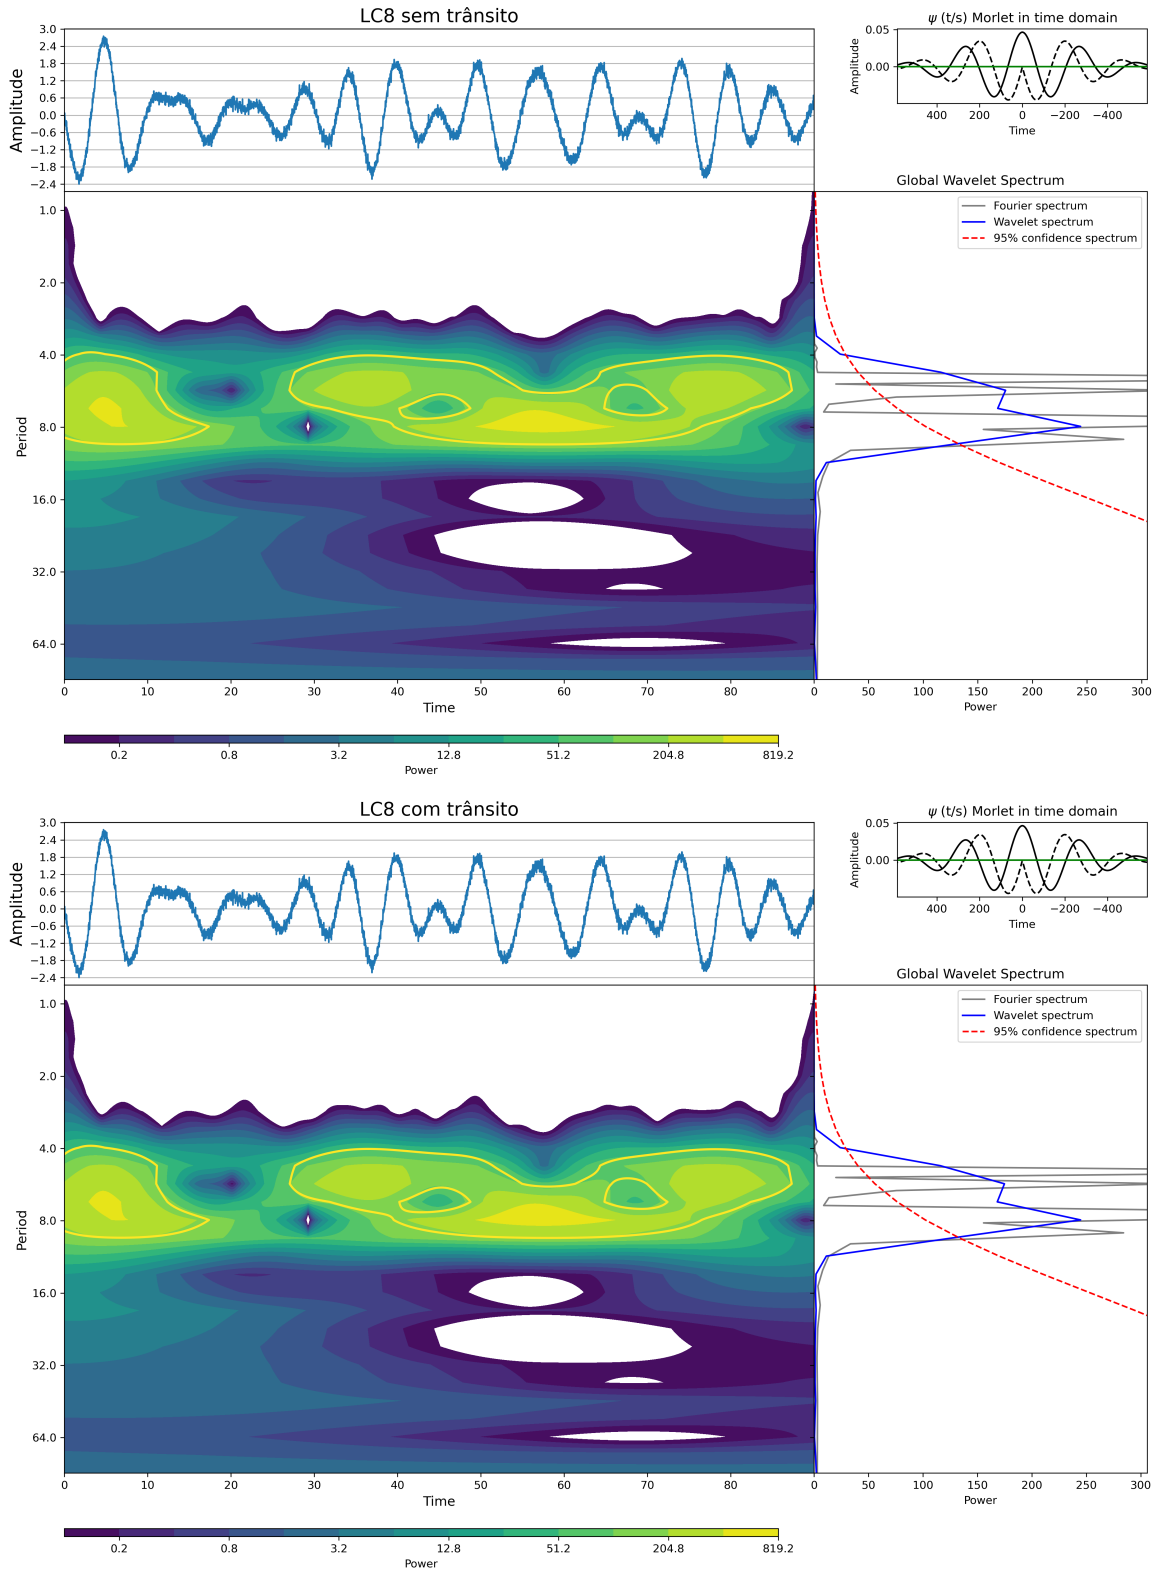 LC8 sem trânsito
Amplitude
3.0
2.4
1.8
1.2
0.6
0.0
−0.6
−1.2
−1.8
−2.4
ψ (t/s) Morlet in time domain
Amplitude
0.05
0.00
400 200 0 −200 −400
Time
Period
1.0
2.0
4.0
8.0
16.0
32.0
64.0
0 10 20 30 40 50 60 70 80
Time
Global Wavelet Spectrum
Fourier spectrum
Wavelet spectrum
95% confidence spectrum
0 50 100 150 200 250 300
Power
0.2 0.8 3.2 12.8 51.2 204.8 819.2
Power
LC8 com trânsito
Amplitude
3.0
2.4
1.8
1.2
0.6
0.0
−0.6
−1.2
−1.8
−2.4
ψ (t/s) Morlet in time domain
Amplitude
0.05
0.00
400 200 0 −200 −400
Time
Period
1.0
2.0
4.0
8.0
16.0
32.0
64.0
0 10 20 30 40 50 60 70 80
Time
Global Wavelet Spectrum
Fourier spectrum
Wavelet spectrum
95% confidence spectrum
0 50 100 150 200 250 300
Power
0.2 0.8 3.2 12.8 51.2 204.8 819.2
Power